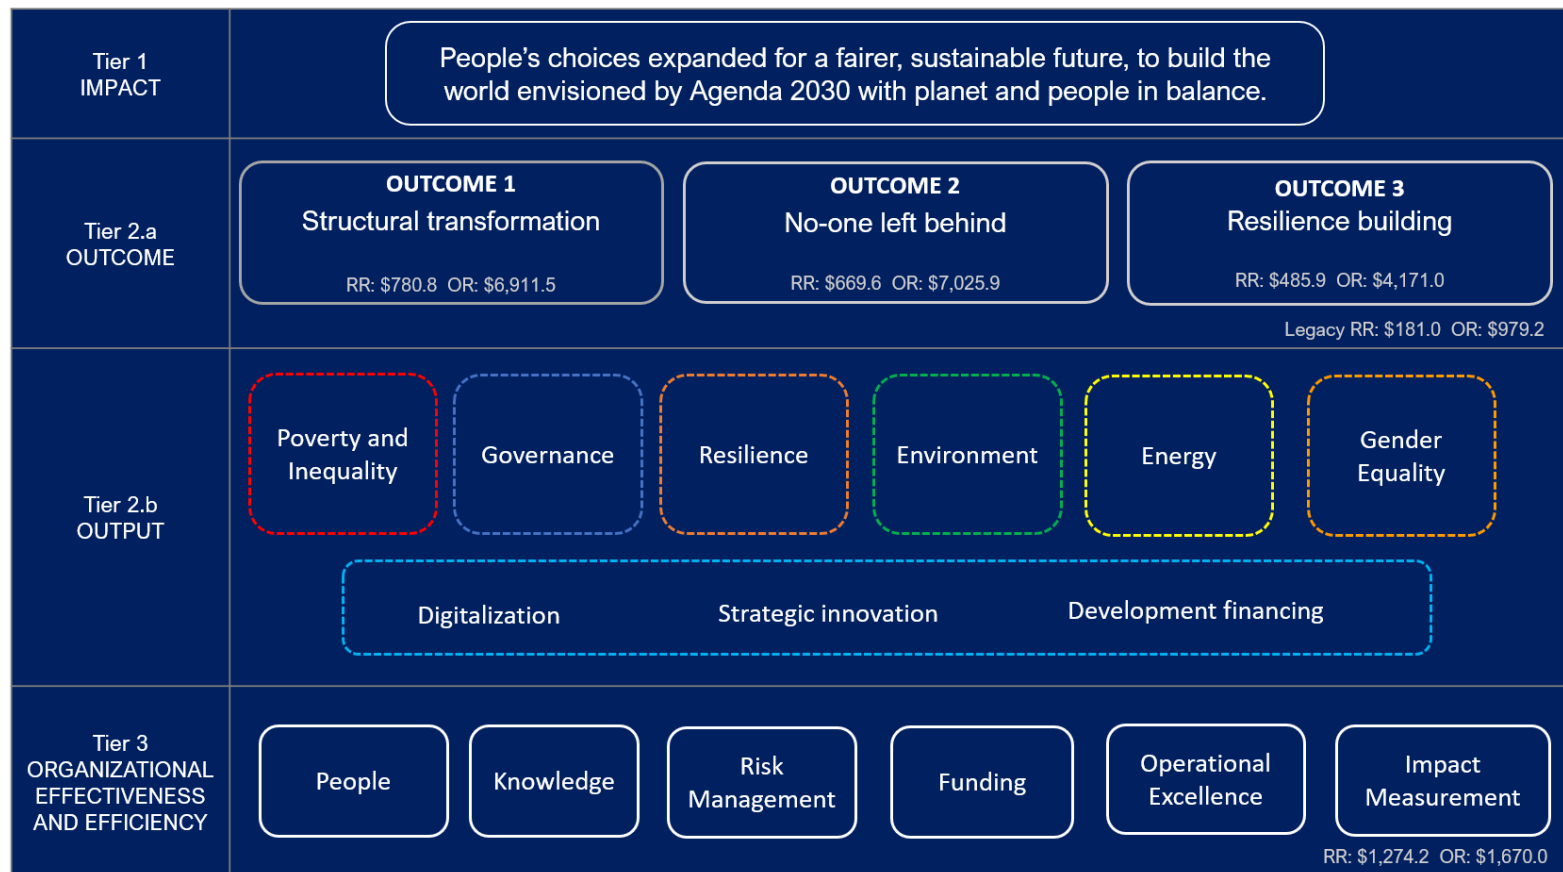 Tier 1
IMPACT
People’s choices expanded for a fairer, sustainable future, to build the
world envisioned by Agenda 2030 with planet and people in balance.
Tier 2.a
OUTCOME
OUTCOME 1
Structural transformation
RR: $780.8 OR: $6,911.5
OUTCOME 2
No-one left behind
RR: $669.6 OR: $7,025.9
OUTCOME 3
Resilience building
RR: $485.9 OR: $4,171.0
Legacy RR: $181.0 OR: $979.2
Tier 2.b
OUTPUT
Poverty and
Inequality
Governance
Resilience
Environment
Energy
Gender
Equality
Digitalization
Strategic innovation
Development financing
Tier 3
ORGANIZATIONAL
EFFECTIVENESS
AND EFFICIENCY
People
Knowledge
Risk
Management
Funding
Operational
Excellence
Impact
Measurement
RR: $1,274.2 OR: $1,670.0